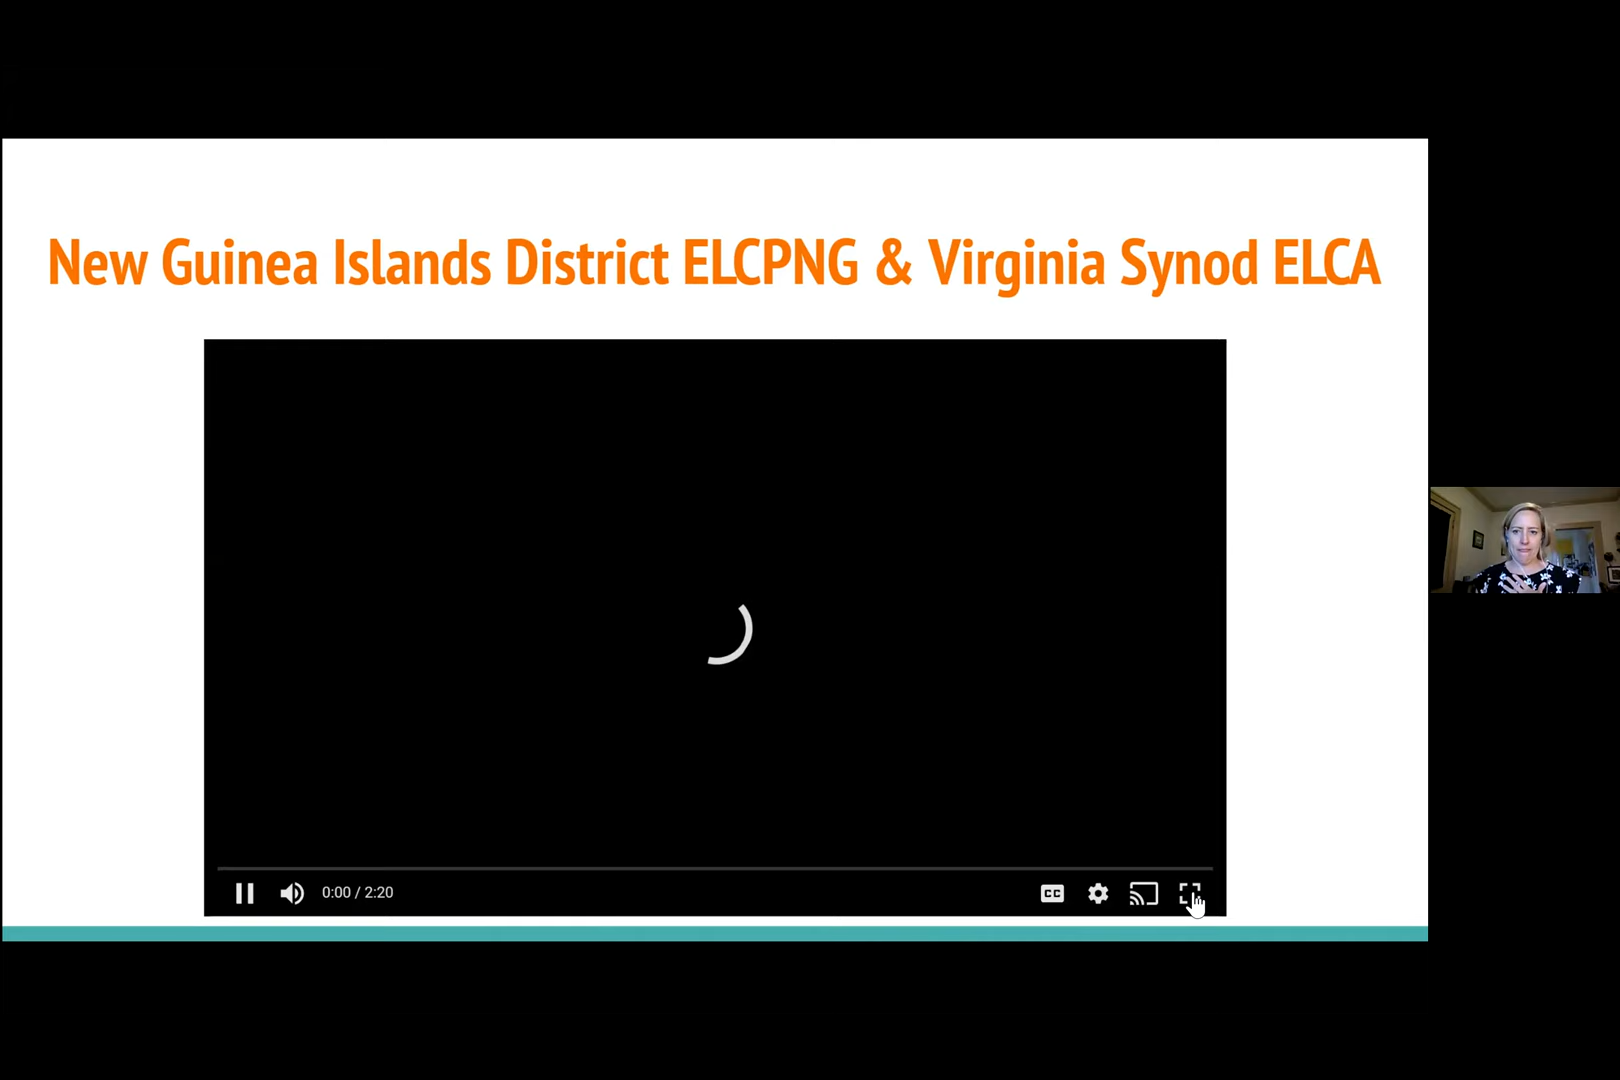 New Guinea Islands District ELCPNG & Virginia Synod ELCA
0:00 / 2:20
CC